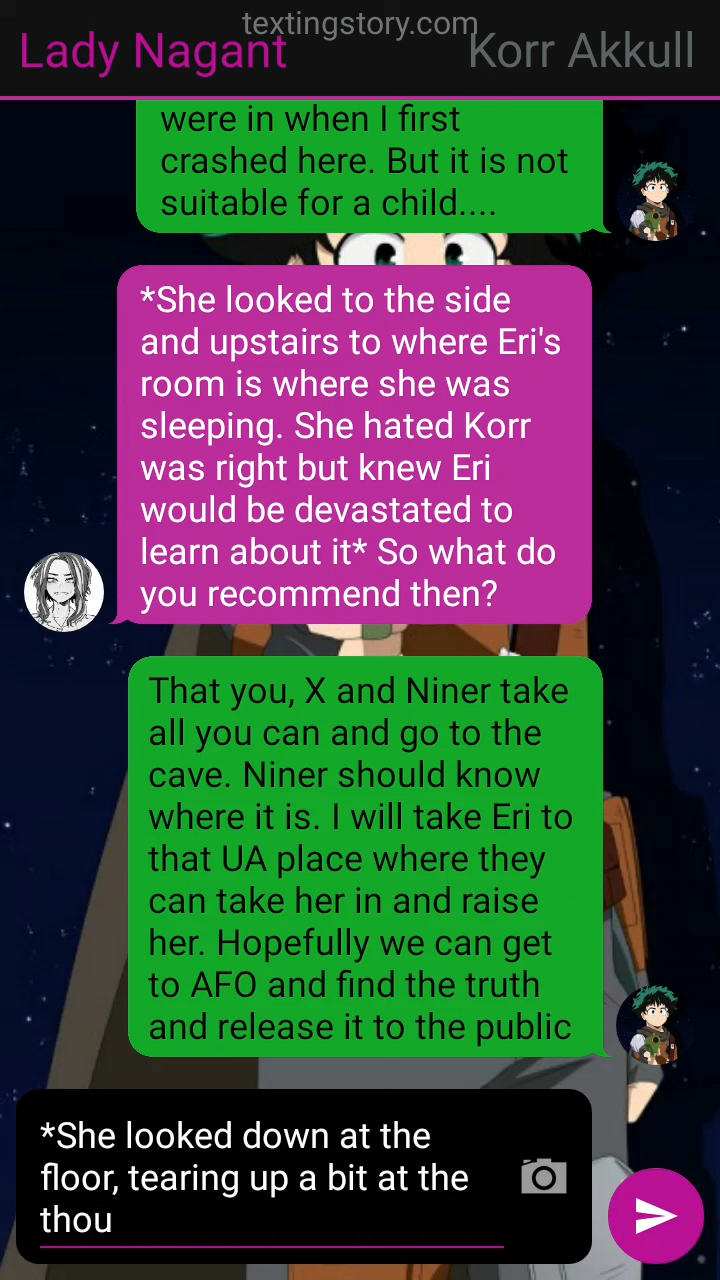 textingstory.com
Lady Nagant Korr Akkull
were in when I first
crashed here. But it is not
suitable for a child....
*She looked to the side
and upstairs to where Eri's
room is where she was
sleeping. She hated Korr
was right but knew Eri
would be devastated to
learn about it* So what do
you recommend then?
That you, X and Niner take
all you can and go to the
cave. Niner should know
where it is. I will take Eri to
that UA place where they
can take her in and raise
her. Hopefully we can get
to AFO and find the truth
and release it to the public
*She looked down at the
floor, tearing up a bit at the
thou